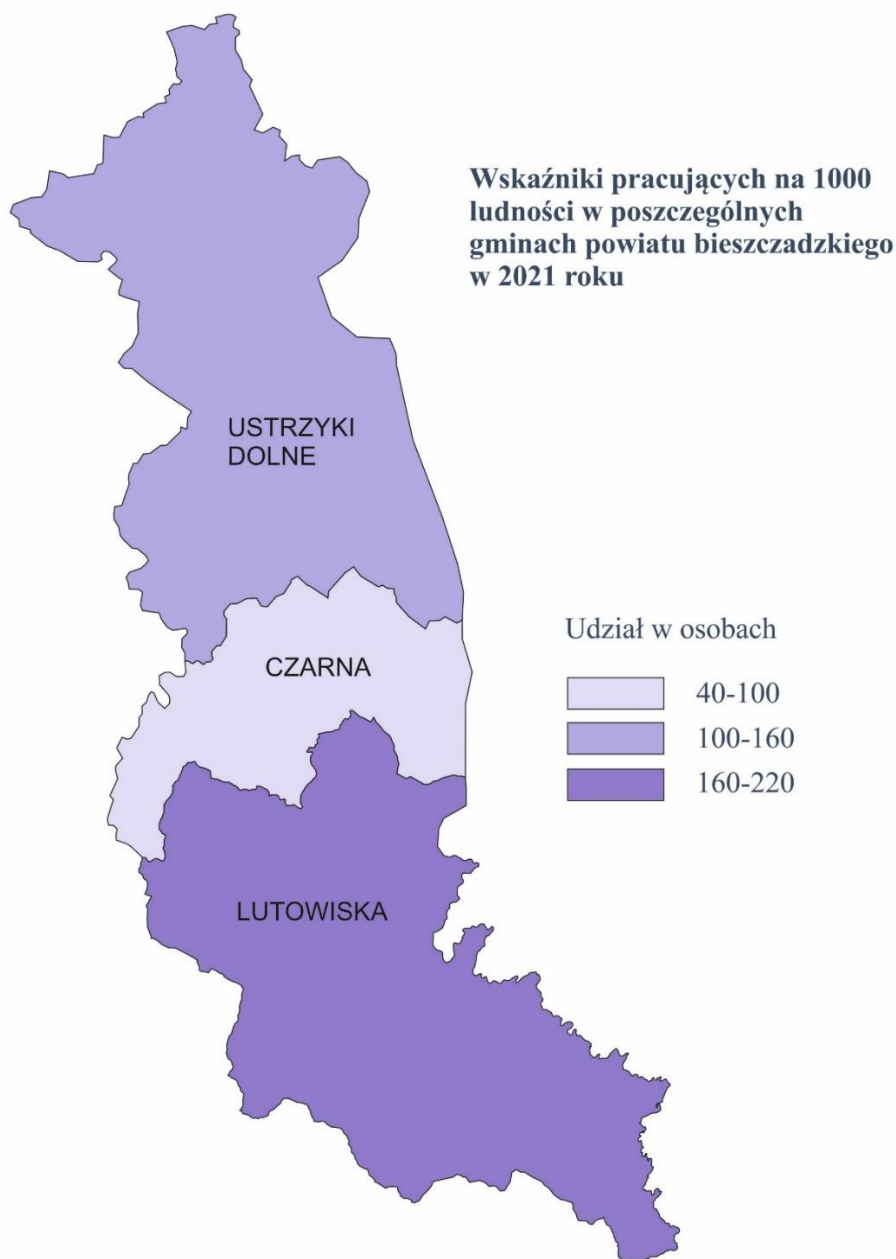 Wskaźniki pracujących na 1000
ludności w poszczególnych
gminach powiatu bieszczadzkiego
w 2021 roku
USTRZYKI
DOLNE
CZARNA
LUTOWISKA
Udział w osobach
40-100
100-160
160-220